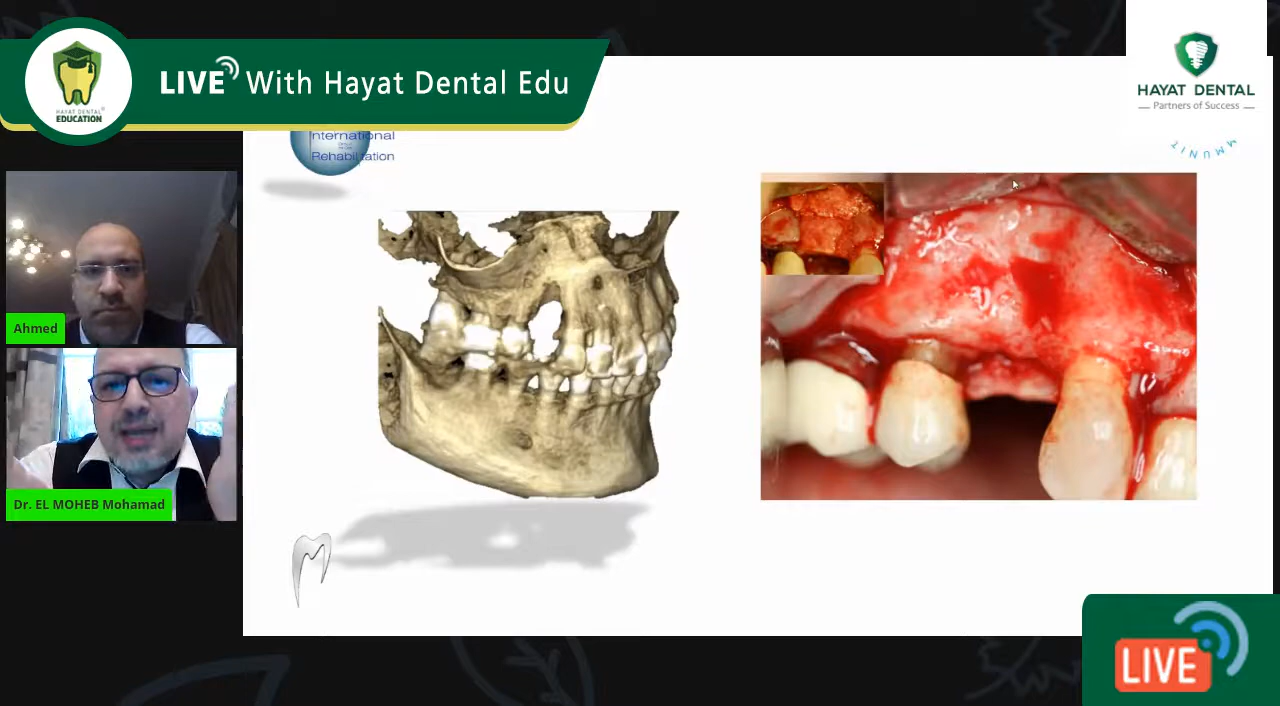 LIVE With Hayat Dental Edu
HAYAT DENTAL®
EDUCATION
HAYAT DENTAL
Partners of Success
International
Rehabilitation
MMUNIT
Ahmed
Dr. EL MOHEB Mohamad
LIVE